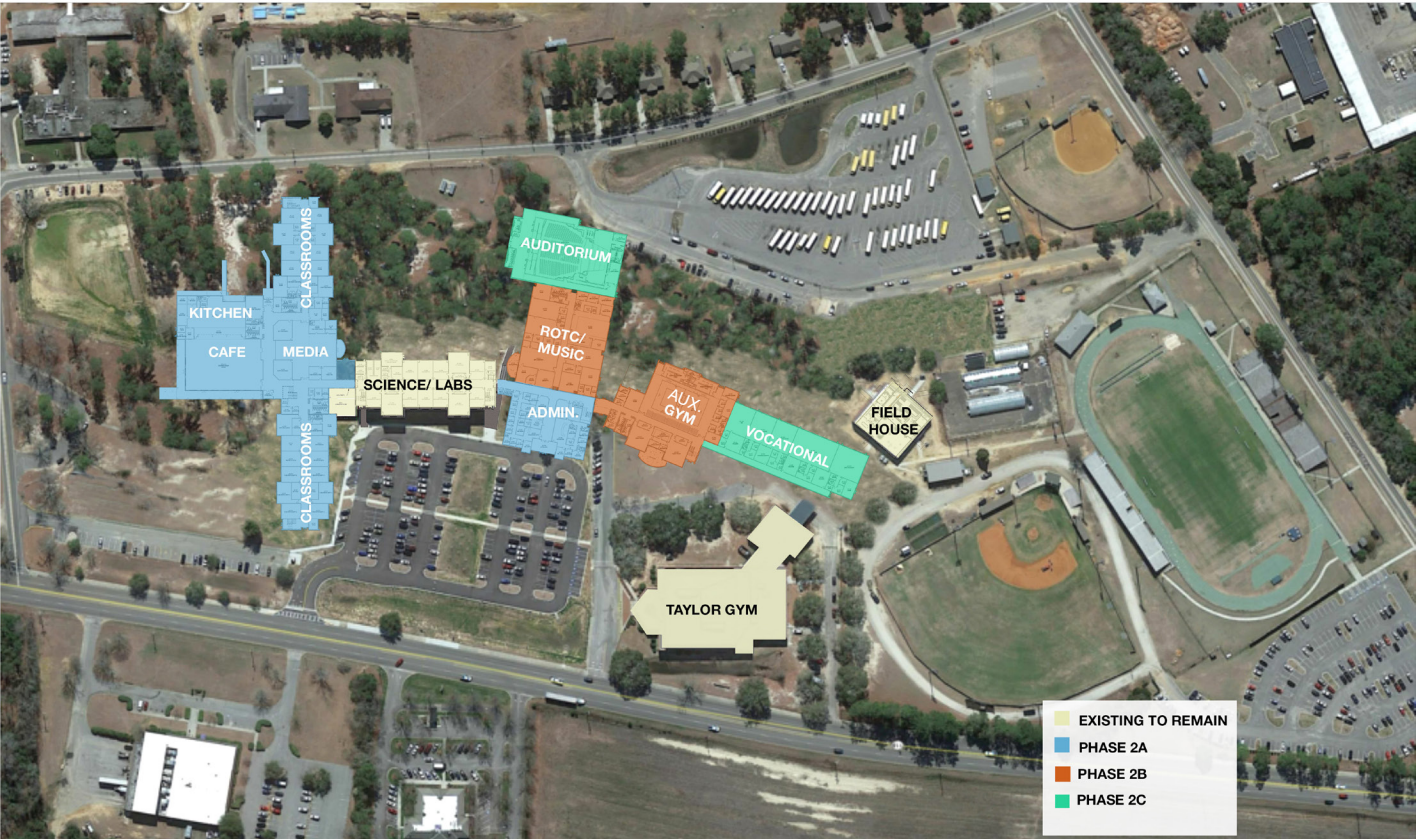 CLASSROOMS
AUDITORIUM
KITCHEN
ROTC/
MUSIC
CAFE
MEDIA
SCIENCE/ LABS
ADMIN.
AUX.
GYM
FIELD
HOUSE
VOCATIONAL
CLASSROOMS
TAYLOR GYM
EXISTING TO REMAIN
PHASE 2A
PHASE 2B
PHASE 2C